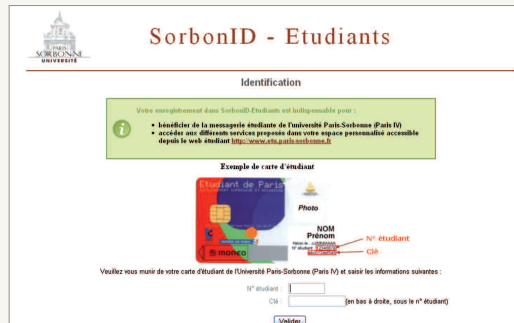 PARIS
SORBONNE
UNIVERSITÉ
SorbonID - Etudiants
Identification
Votre enregistrement dans SorbonID-Etudiants est indispensable pour :
• bénéficier de la messagerie étudiante de l'université Paris-Sorbonne (Paris IV)
• accéder aux différents services proposés dans votre espace personnalisé accessible
depuis le web étudiant http://www.etu.paris-sorbonne.fr
Exemple de carte d'étudiant
Etudiant de Paris
Photo
NOM
Prénom
N° étudiant
Clé
monco
Veuillez vous munir de votre carte d'étudiant de l'Université Paris-Sorbonne (Paris IV) et saisir les informations suivantes :
N° étudiant :
Clé : (en bas à droite, sous le n° étudiant)
Valider